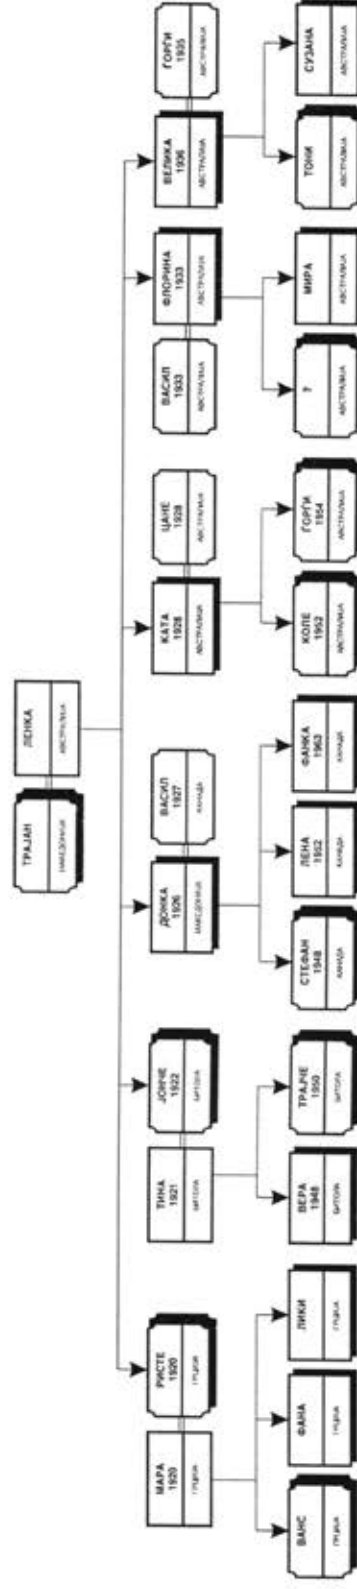 ТРАЈАН
МАКЕДОНИЈА
ЛЕНКА
АВСТРАЛИЈА
МАРА
1920
ГРЦИЈА
РИСТЕ
1920
ГРЦИЈА
ТИНА
1921
БИТОЛА
ЈОНЧЕ
1922
БИТОЛА
ДОНКА
1926
МАКЕДОНИЈА
ВАСИЛ
1927
КАНАДА
КАТА
1928
АВСТРАЛИЈА
ЦАНЕ
1928
АВСТРАЛИЈА
ВАСИЛ
1933
АВСТРАЛИЈА
ФЛОРИНА
1933
АВСТРАЛИЈА
ВЕЛИКА
1936
АВСТРАЛИЈА
ЃОРГИ
1935
АВСТРАЛИЈА
ВАНС
ГРЦИЈА
ФАНА
ГРЦИЈА
ЛИКИ
ГРЦИЈА
ВЕРА
1948
БИТОЛА
ТРАЈЧЕ
1950
БИТОЛА
СТЕФАН
1948
КАНАДА
ЛЕНА
1952
КАНАДА
ФАНКА
1963
КАНАДА
КОЛЕ
1952
АВСТРАЛИЈА
ЃОРГИ
1954
АВСТРАЛИЈА
?
АВСТРАЛИЈА
МИРА
АВСТРАЛИЈА
ТОНИ
АВСТРАЛИЈА
СУЗАНА
АВСТРАЛИЈА